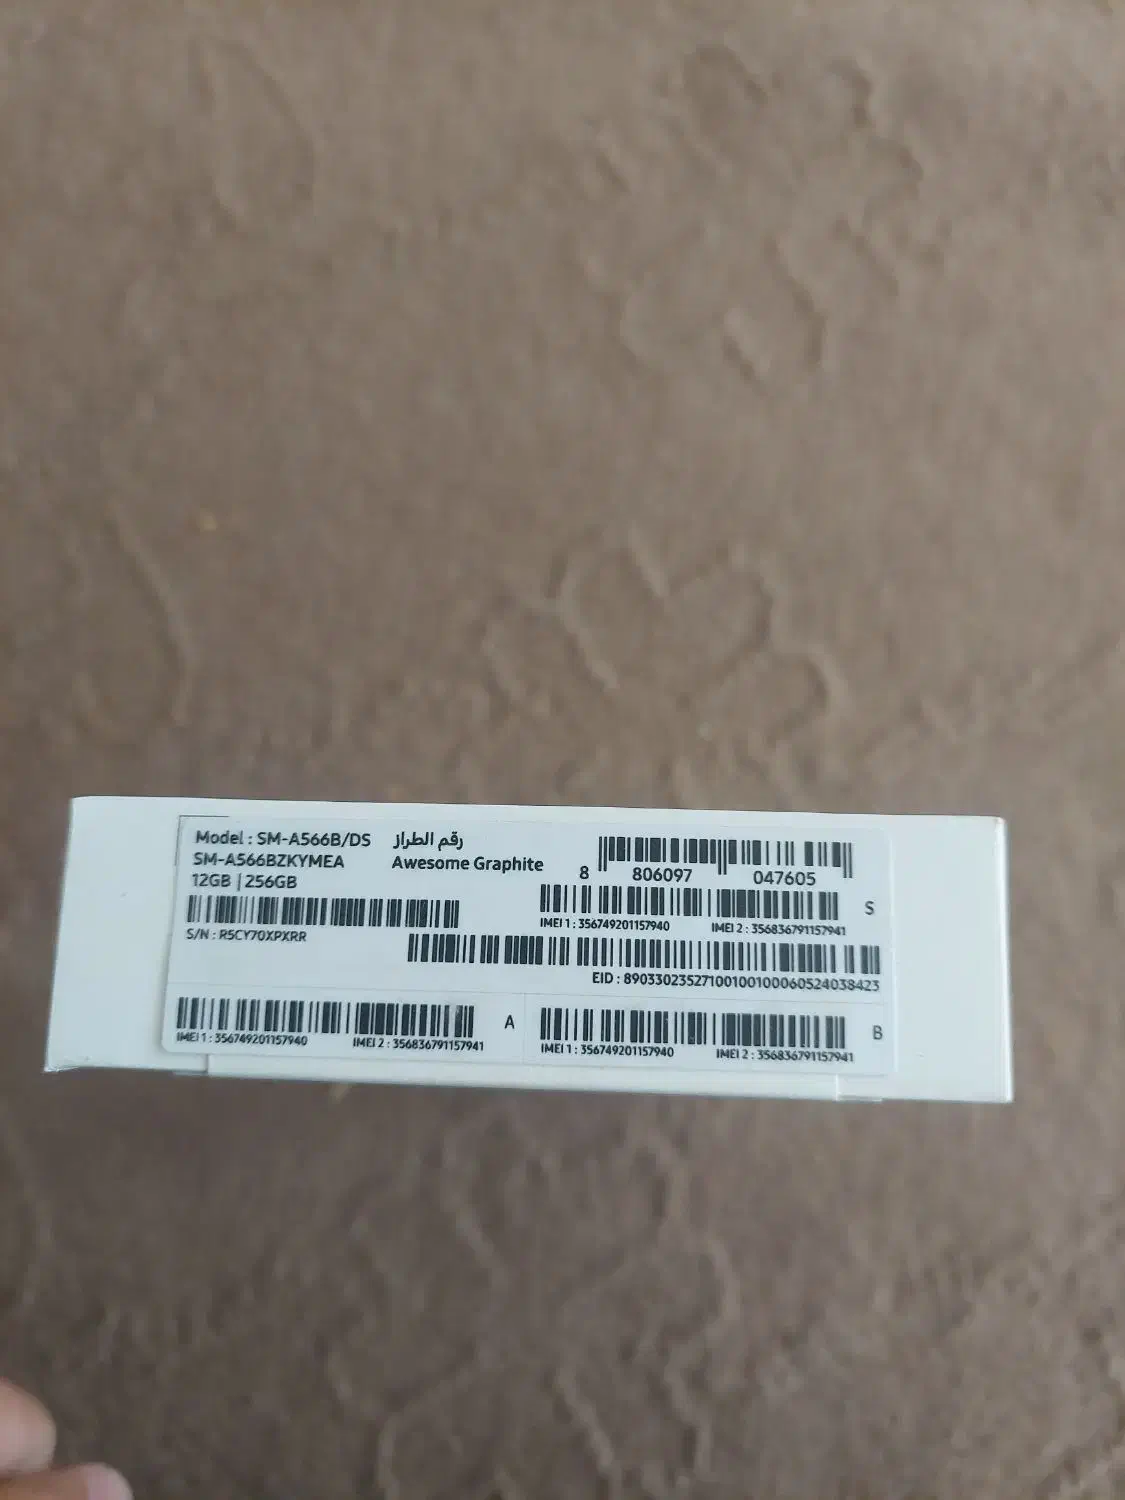 Model : SM-A566B/DS رقم الطراز
SM-A566BZKYMEA Awesome Graphite
12GB | 256GB
8 806097 047605
S/N : R5CY70XPXRR
IMEI 1 : 356749201157940 IMEI 2 : 356836791157941 S
EID : 89033023527100100100060524038423
IMEI 1 : 356749201157940 IMEI 2 : 356836791157941 A
IMEI 1 : 356749201157940 IMEI 2 : 356836791157941 B